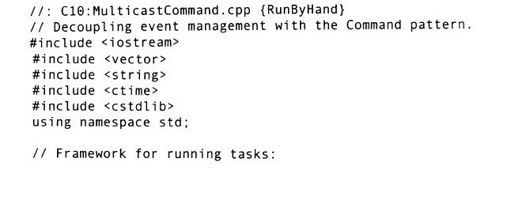 //: C10:MulticastCommand.cpp {RunByHand}
// Decoupling event management with the Command pattern.
#include <iostream>
#include <vector>
#include <string>
#include <ctime>
#include <cstdlib>
using namespace std;
// Framework for running tasks: